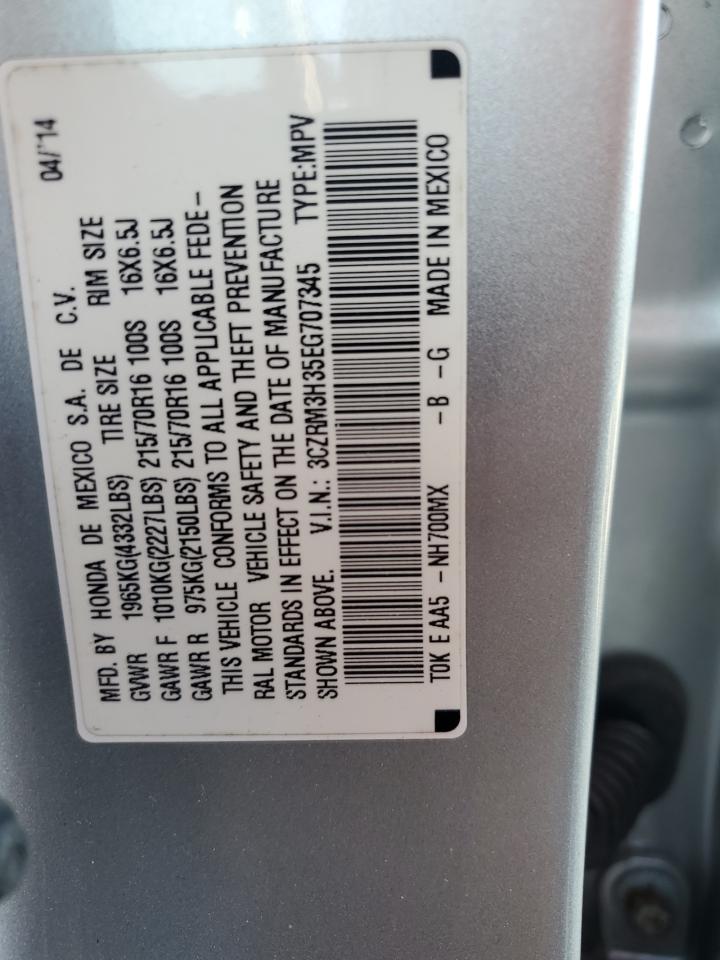 MFD. BY HONDA DE MEXICO S.A. DE C.V. 04/'14
GVWR 1965KG(4332LBS) TIRE SIZE RIM SIZE
GAWR F 1010KG(2227LBS) 215/70R16 100S 16X6.5J
GAWR R 975KG(2150LBS) 215/70R16 100S 16X6.5J
THIS VEHICLE CONFORMS TO ALL APPLICABLE FEDE-
RAL MOTOR VEHICLE SAFETY AND THEFT PREVENTION
STANDARDS IN EFFECT ON THE DATE OF MANUFACTURE
SHOWN ABOVE. V.I.N.: 3CZRM3H35EG707345 TYPE:MPV
T0K E AA5 -NH700MX -B -G MADE IN MEXICO